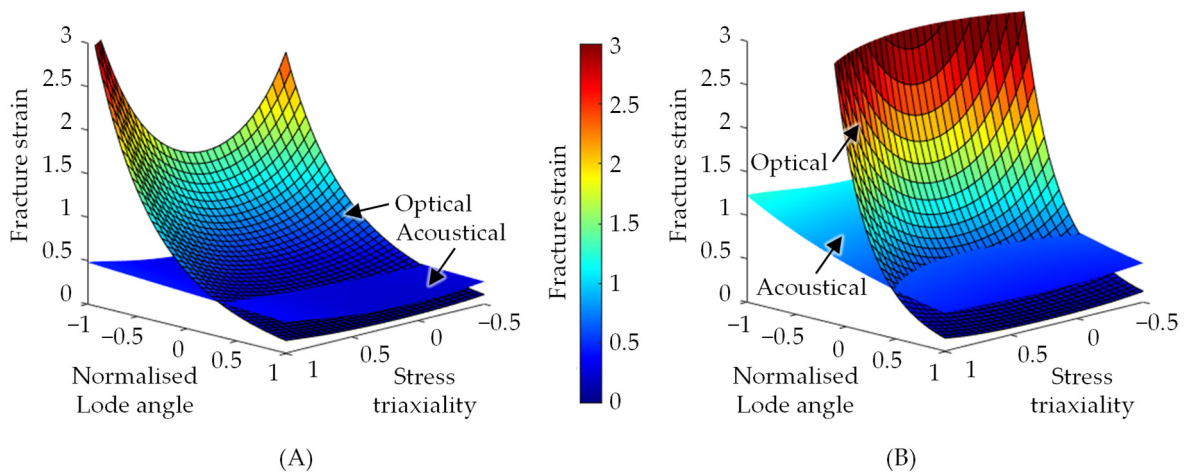 3
2.5
2
1.5
1
0.5
0
Fracture strain
−1
−0.5
0
0.5
1
Normalised
Lode angle
1
0.5
0
−0.5
Stress
triaxiality
Optical
Acoustical
(A)
3
2.5
2
1.5
1
0.5
0
Fracture strain
3
2.5
2
1.5
1
0.5
0
Fracture strain
Optical
Acoustical
−1
−0.5
0
0.5
1
Normalised
Lode angle
1
0.5
0
−0.5
Stress
triaxiality
(B)